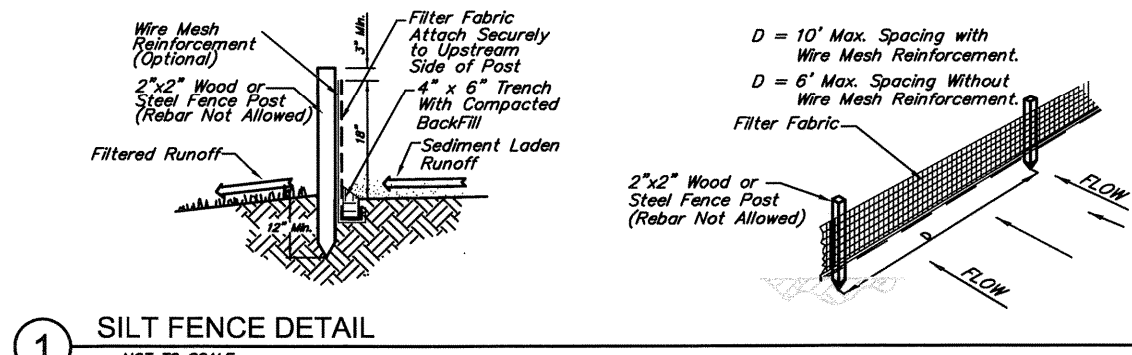 Wire Mesh
Reinforcement
(Optional)
2"x2" Wood or
Steel Fence Post
(Rebar Not Allowed)
Filtered Runoff
12" Min.
3" Min.
18"
Filter Fabric
Attach Securely
to Upstream
Side of Post
4" x 6" Trench
With Compacted
BackFill
Sediment Laden
Runoff
D = 10' Max. Spacing with
Wire Mesh Reinforcement.
D = 6' Max. Spacing Without
Wire Mesh Reinforcement.
Filter Fabric
2"x2" Wood or
Steel Fence Post
(Rebar Not Allowed)
D
FLOW
FLOW
1
SILT FENCE DETAIL
NOT TO SCALE